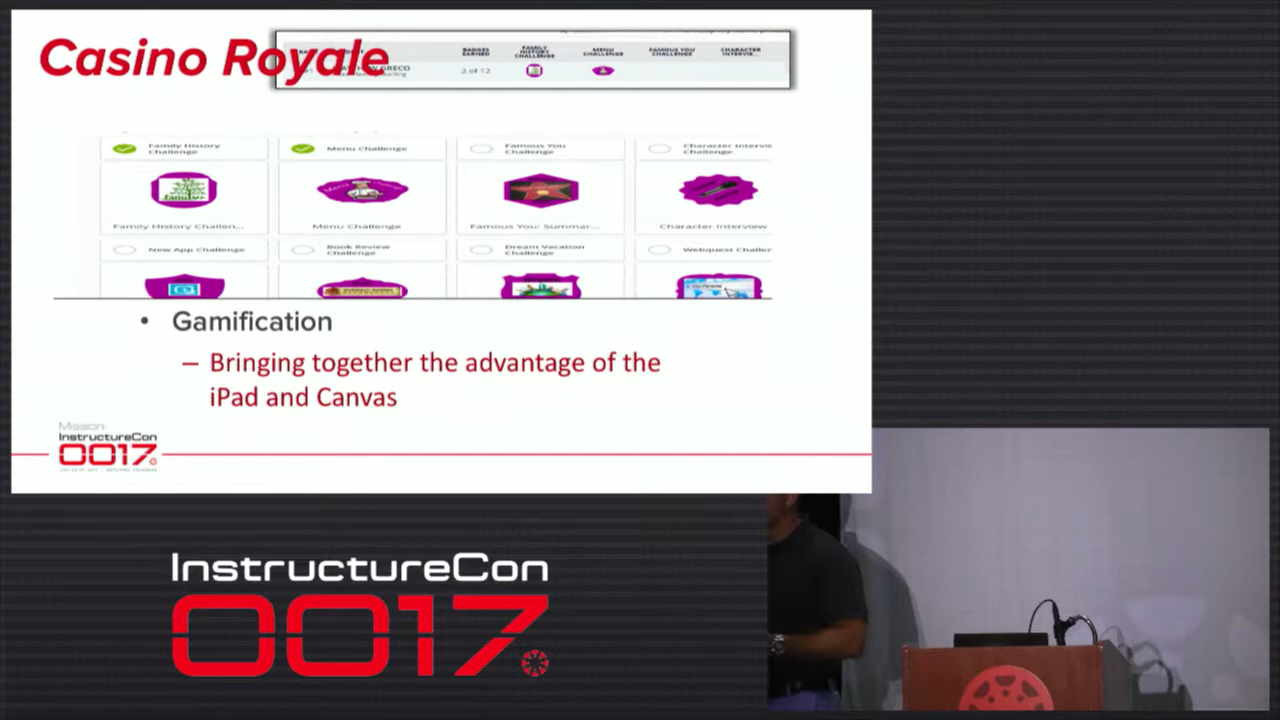 Casino Royale
BADGES EARNED
FAMILY HISTORY CHALLENGE
MENU CHALLENGE
FAMOUS YOU CHALLENGE
CHARACTER INTERVIE...
GRECO
2 of 12
Family History Challenge
Menu Challenge
Famous You Challenge
Character Intervie
Challenge
Family History Challen...
Menu Challenge
Famous You: Summar...
Character Interview
New App Challenge
Book Review Challenge
Dream Vacation Challenge
Webquest Challen
• Gamification
– Bringing together the advantage of the
iPad and Canvas
Mission:
InstructureCon
0017
InstructureCon
0017